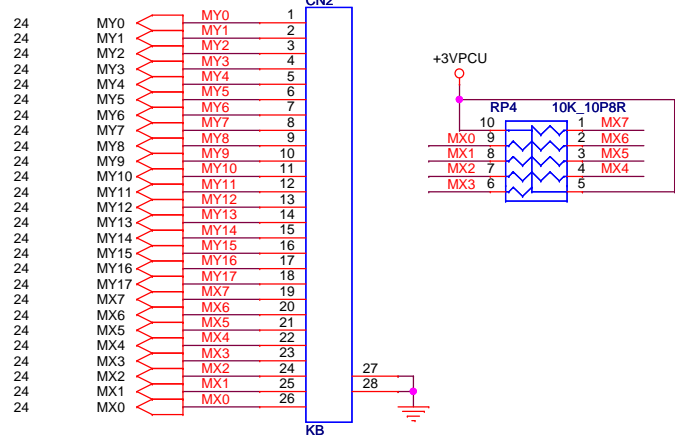 CN2
24 MY0 MY0 1
24 MY1 MY1 2
24 MY2 MY2 3
24 MY3 MY3 4
24 MY4 MY4 5
24 MY5 MY5 6
24 MY6 MY6 7
24 MY7 MY7 8
24 MY8 MY8 9
24 MY9 MY9 10
24 MY10 MY10 11
24 MY11 MY11 12
24 MY12 MY12 13
24 MY13 MY13 14
24 MY14 MY14 15
24 MY15 MY15 16
24 MY16 MY16 17
24 MY17 MY17 18
24 MX7 MX7 19
24 MX6 MX6 20
24 MX5 MX5 21
24 MX4 MX4 22
24 MX3 MX3 23
24 MX2 MX2 24
24 MX1 MX1 25
24 MX0 MX0 26
27
28
KB
+3VPCU
RP4 10K_10P8R
10 1 MX7
MX0 9 2 MX6
MX1 8 3 MX5
MX2 7 4 MX4
MX3 6 5